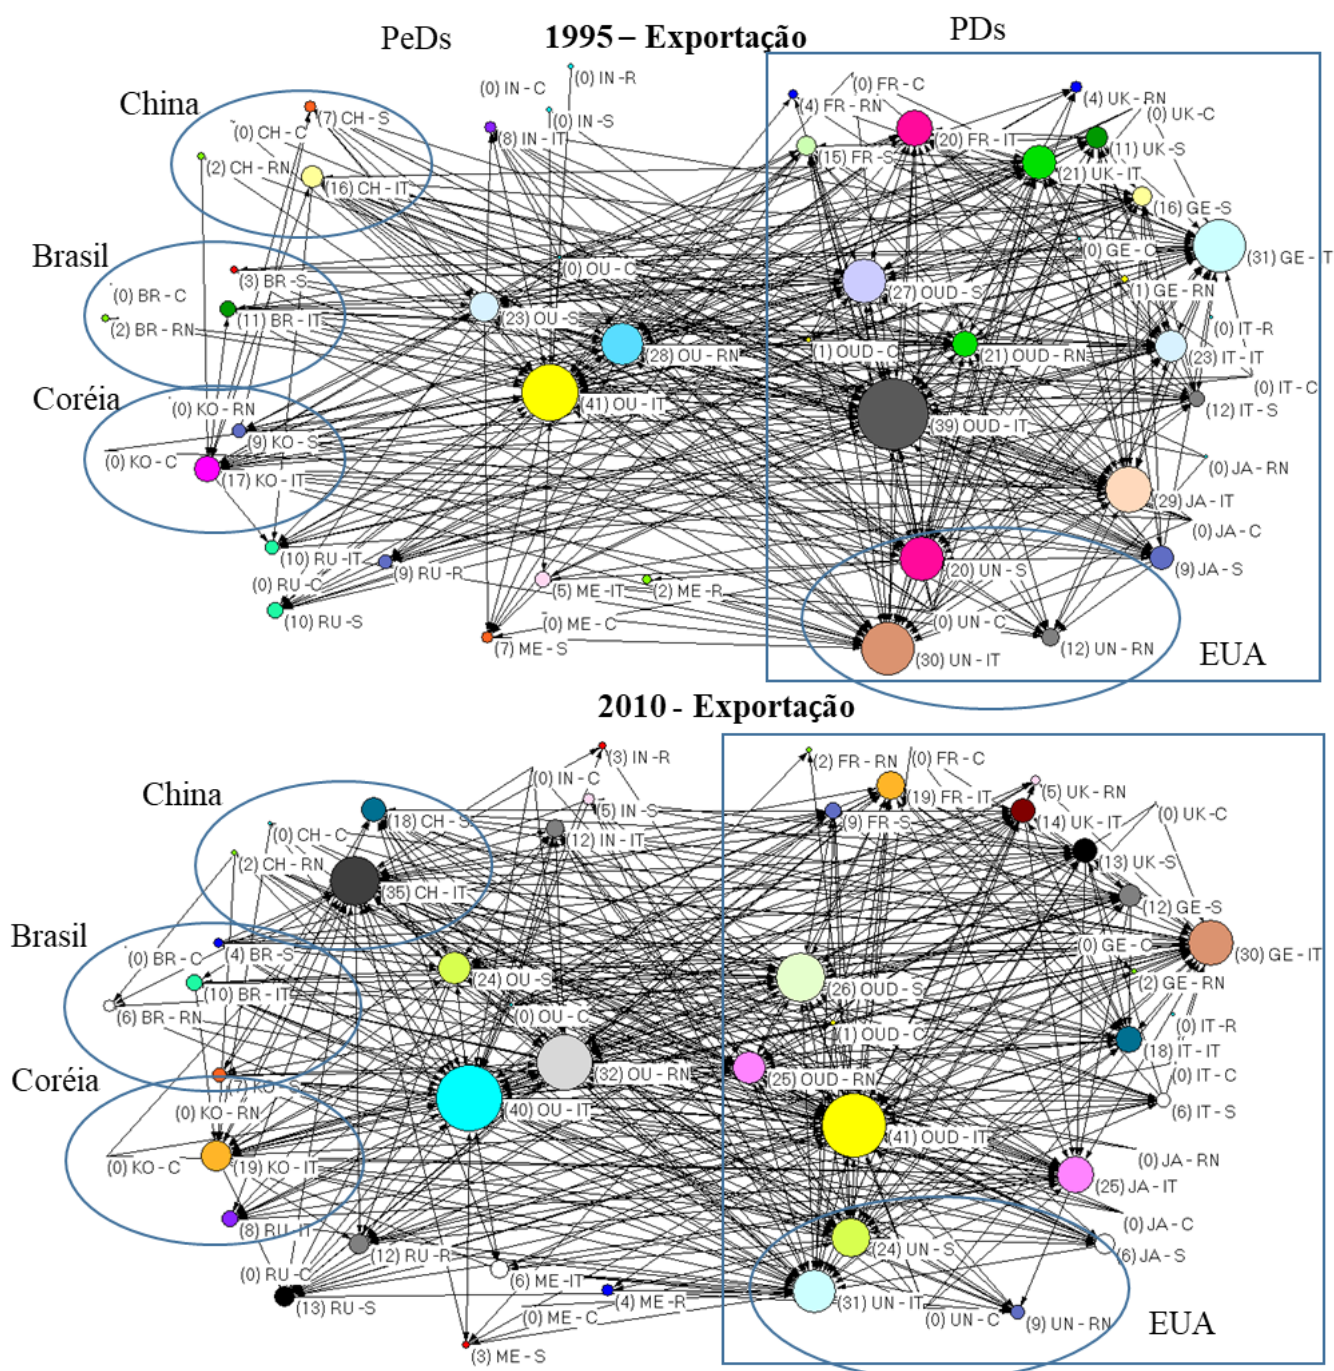 PeDs
1995 – Exportação
PDs
China
(7) CH - S
(0) CH - C
(2) CH - RN
(16) CH - IT
(0) IN - C
(0) IN - R
(0) IN - S
(8) IN - IT
(0) FR - C
(4) FR - RN
(20) FR - IT
(15) FR - S
(4) UK - RN
(0) UK - C
(11) UK - S
(21) UK - IT
(16) GE - S
(0) GE - C
(31) GE - IT
(1) GE - RN
Brasil
(3) BR - S
(0) BR - C
(2) BR - RN
(11) BR - IT
(0) OU - C
(23) OU - S
(28) OU - RN
(41) OU - IT
(27) OUD - S
(1) OUD - C
(21) OUD - RN
(39) OUD - IT
(0) IT - R
(23) IT - IT
(0) IT - C
(12) IT - S
Coréia
(0) KO - RN
(9) KO - S
(0) KO - C
(17) KO - IT
(0) JA - RN
(29) JA - IT
(0) JA - C
(9) JA - S
(10) RU - IT
(0) RU - C
(9) RU - R
(10) RU - S
(5) ME - IT
(2) ME - R
(0) ME - C
(7) ME - S
(20) UN - S
(0) UN - C
(30) UN - IT
(12) UN - RN
EUA
2010 - Exportação
China
(18) CH - S
(0) CH - C
(2) CH - RN
(35) CH - IT
(3) IN - R
(0) IN - C
(5) IN - S
(12) IN - IT
(2) FR - RN
(0) FR - C
(19) FR - IT
(9) FR - S
(5) UK - RN
(0) UK - C
(14) UK - IT
(13) UK - S
(12) GE - S
(0) GE - C
(30) GE - IT
(2) GE - RN
Brasil
(4) BR - S
(0) BR - C
(10) BR - IT
(6) BR - RN
(24) OU - S
(0) OU - C
(32) OU - RN
(40) OU - IT
(26) OUD - S
(1) OUD - C
(25) OUD - RN
(41) OUD - IT
(0) IT - R
(18) IT - IT
(0) IT - C
(6) IT - S
Coréia
(7) KO - S
(0) KO - RN
(0) KO - C
(19) KO - IT
(0) JA - RN
(25) JA - IT
(0) JA - C
(6) JA - S
(8) RU - IT
(12) RU - R
(0) RU - C
(13) RU - S
(6) ME - IT
(4) ME - R
(0) ME - C
(3) ME - S
(24) UN - S
(31) UN - IT
(0) UN - C
(9) UN - RN
EUA